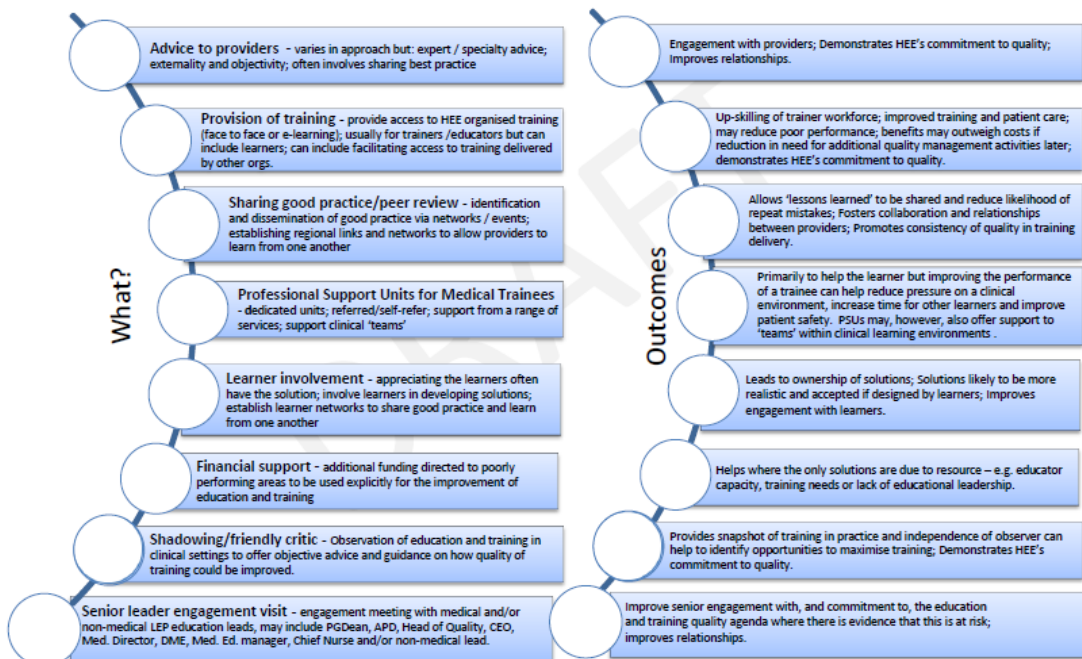 What?
Advice to providers - varies in approach but: expert / specialty advice;
externality and objectivity; often involves sharing best practice
Provision of training - provide access to HEE organised training
(face to face or e-learning); usually for trainers /educators but can
include learners; can include facilitating access to training delivered
by other orgs.
Sharing good practice/peer review - identification
and dissemination of good practice via networks / events;
establishing regional links and networks to allow providers to
learn from one another
Professional Support Units for Medical Trainees
- dedicated units; referred/self-refer; support from a range of
services; support clinical ‘teams’
Learner involvement - appreciating the learners often
have the solution; involve learners in developing solutions;
establish learner networks to share good practice and learn
from one another
Financial support - additional funding directed to poorly
performing areas to be used explicitly for the improvement of
education and training
Shadowing/friendly critic - Observation of education and training in
clinical settings to offer objective advice and guidance on how quality of
training could be improved.
Senior leader engagement visit - engagement meeting with medical and/or
non-medical LEP education leads, may include PGDean, APD, Head of Quality, CEO,
Med. Director, DME, Med. Ed. manager, Chief Nurse and/or non-medical lead.
Outcomes
Engagement with providers; Demonstrates HEE’s commitment to quality;
Improves relationships.
Up-skilling of trainer workforce; improved training and patient care;
may reduce poor performance; benefits may outweigh costs if
reduction in need for additional quality management activities later;
demonstrates HEE’s commitment to quality.
Allows ‘lessons learned’ to be shared and reduce likelihood of
repeat mistakes; Fosters collaboration and relationships
between providers; Promotes consistency of quality in training
delivery.
Primarily to help the learner but improving the performance
of a trainee can help reduce pressure on a clinical
environment, increase time for other learners and improve
patient safety. PSUs may, however, also offer support to
‘teams’ within clinical learning environments .
Leads to ownership of solutions; Solutions likely to be more
realistic and accepted if designed by learners; Improves
engagement with learners.
Helps where the only solutions are due to resource – e.g. educator
capacity, training needs or lack of educational leadership.
Provides snapshot of training in practice and independence of observer can
help to identify opportunities to maximise training; Demonstrates HEE’s
commitment to quality.
Improve senior engagement with, and commitment to, the education
and training quality agenda where there is evidence that this is at risk;
improves relationships.
DRAFT